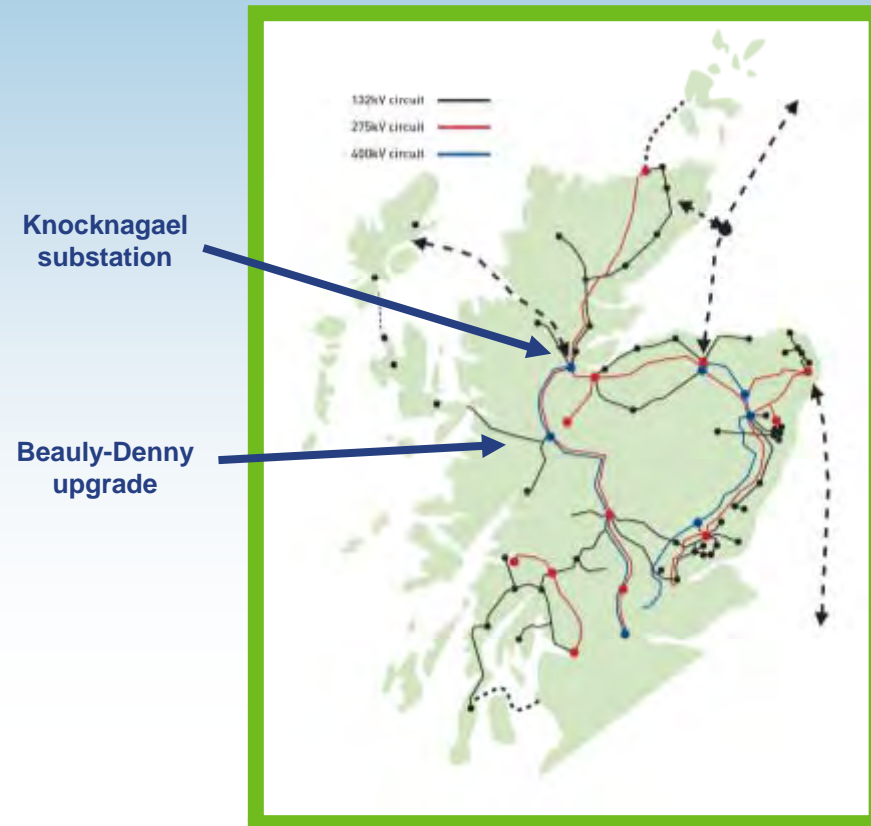 132kV circuit
275kV circuit
400kV circuit
Knocknagael
substation
Beauly-Denny
upgrade